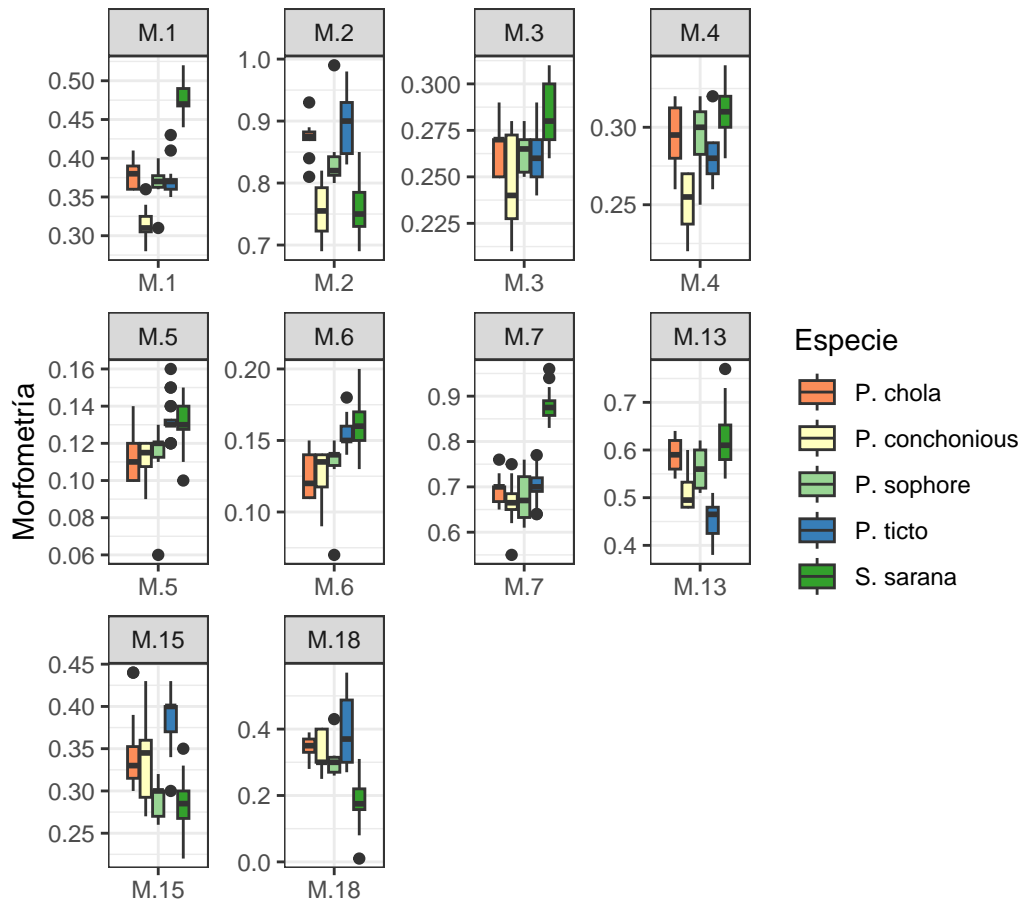 M.1 M.2 M.3 M.4
0.50 0.45 0.40 0.35 0.30
1.0 0.9 0.8 0.7
0.300 0.275 0.250 0.225
0.30 0.25
M.1 M.2 M.3 M.4
Morfometría
M.5 M.6 M.7 M.13
0.16 0.14 0.12 0.10 0.08 0.06
0.20 0.15 0.10
0.9 0.8 0.7 0.6
0.7 0.6 0.5 0.4
M.5 M.6 M.7 M.13
Especie
P. chola
P. conchonious
P. sophore
P. ticto
S. sarana
M.15 M.18
0.45 0.40 0.35 0.30 0.25
0.4 0.2 0.0
M.15 M.18